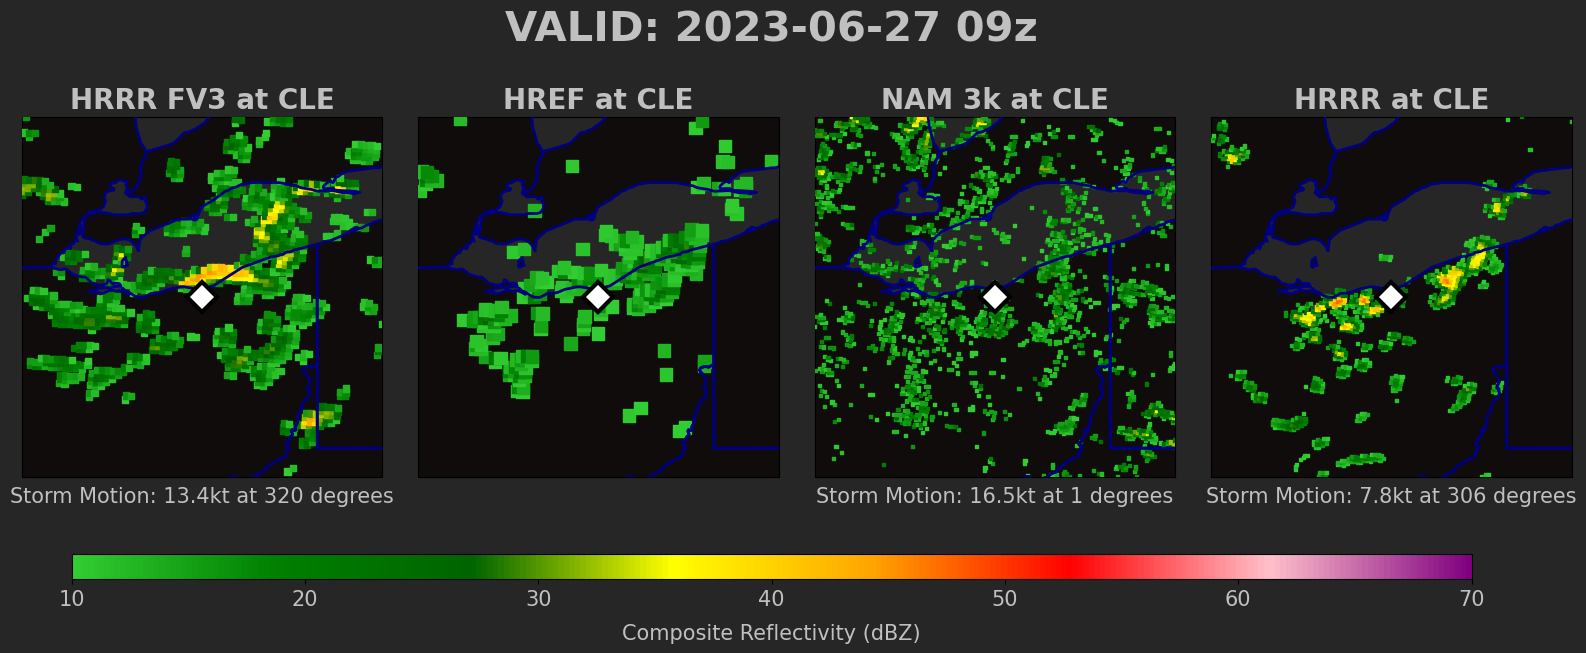 VALID: 2023-06-27 09z
HRRR FV3 at CLE
HREF at CLE
NAM 3k at CLE
HRRR at CLE
Storm Motion: 13.4kt at 320 degrees
Storm Motion: 16.5kt at 1 degrees
Storm Motion: 7.8kt at 306 degrees
10 20 30 40 50 60 70
Composite Reflectivity (dBZ)